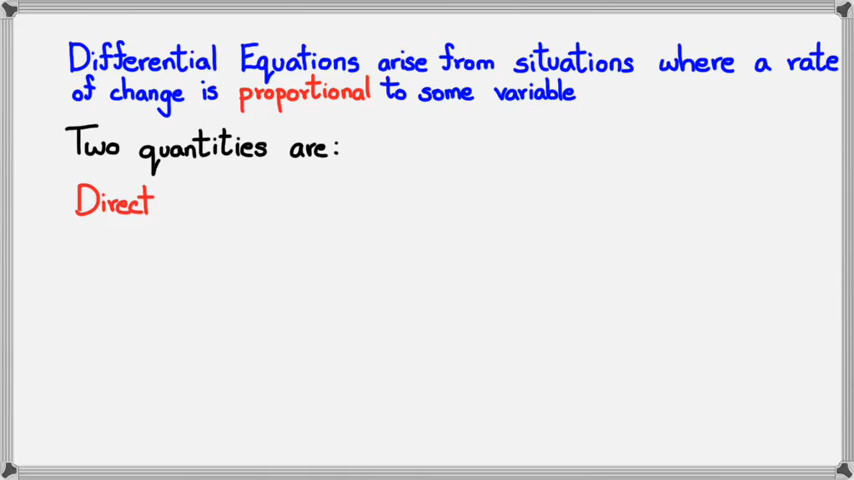 Differential Equations arise from situations where a rate
of change is proportional to some variable
Two quantities are:
Direct